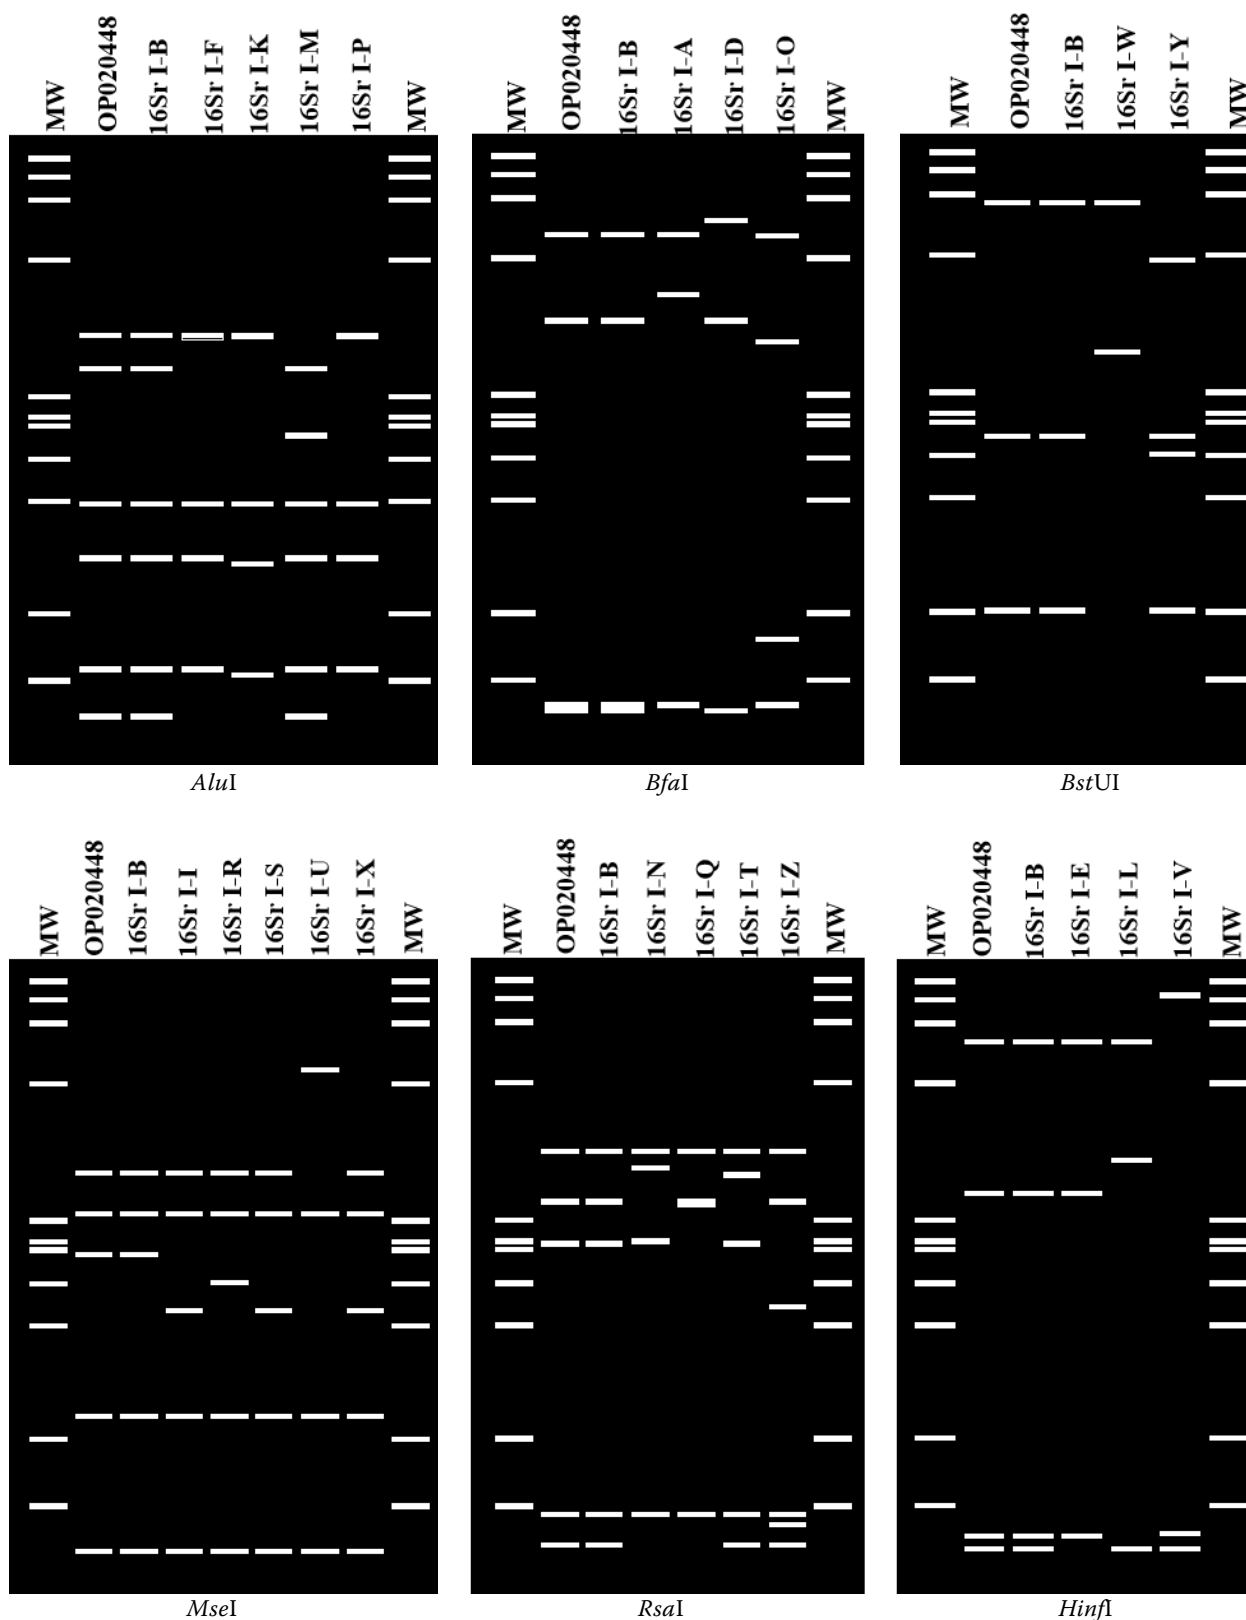 MW OP020448 16Sr I-B 16Sr I-F 16Sr I-K 16Sr I-M 16Sr I-P MW
MW OP020448 16Sr I-B 16Sr I-A 16Sr I-D 16Sr I-O MW
MW OP020448 16Sr I-B 16Sr I-W 16Sr I-Y MW
AluI
BfaI
BstUI
MW OP020448 16Sr I-B 16Sr I-I 16Sr I-R 16Sr I-S 16Sr I-U 16Sr I-X MW
MW OP020448 16Sr I-B 16Sr I-N 16Sr I-Q 16Sr I-T 16Sr I-Z MW
MW OP020448 16Sr I-B 16Sr I-E 16Sr I-L 16Sr I-V MW
MseI
RsaI
HinfI